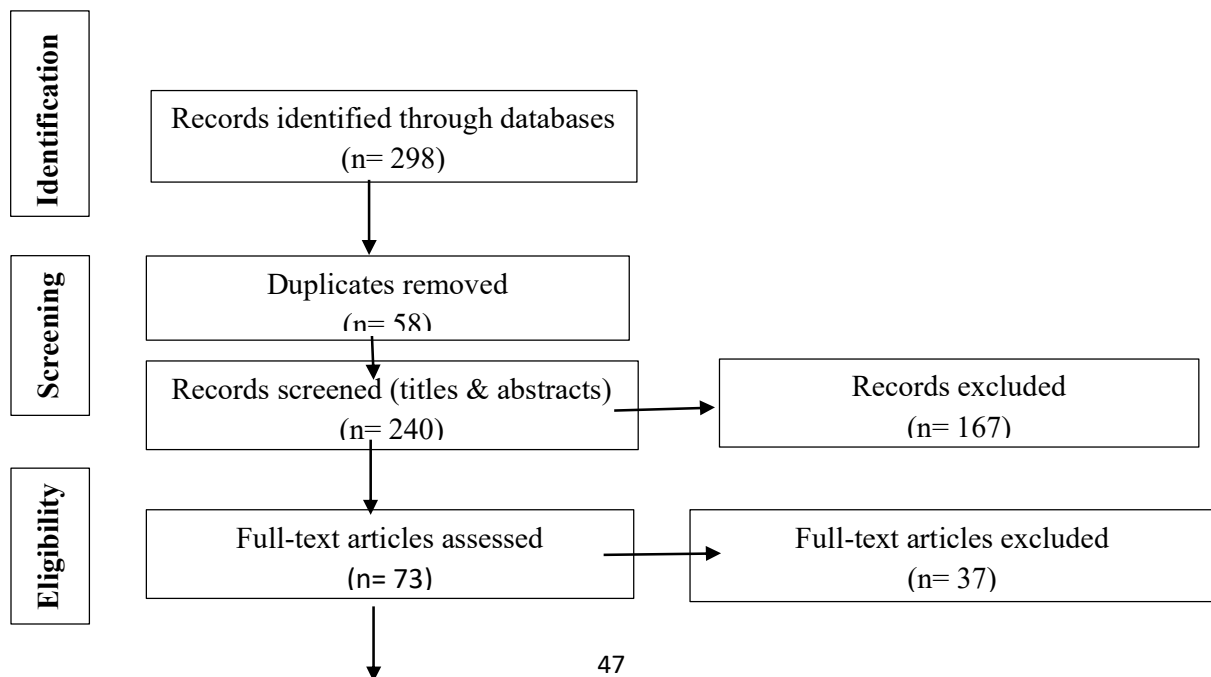 Identification
Records identified through databases
(n= 298)
Screening
Duplicates removed
(n= 58)
Records screened (titles & abstracts)
(n= 240)
Records excluded
(n= 167)
Eligibility
Full-text articles assessed
(n= 73)
Full-text articles excluded
(n= 37)
47